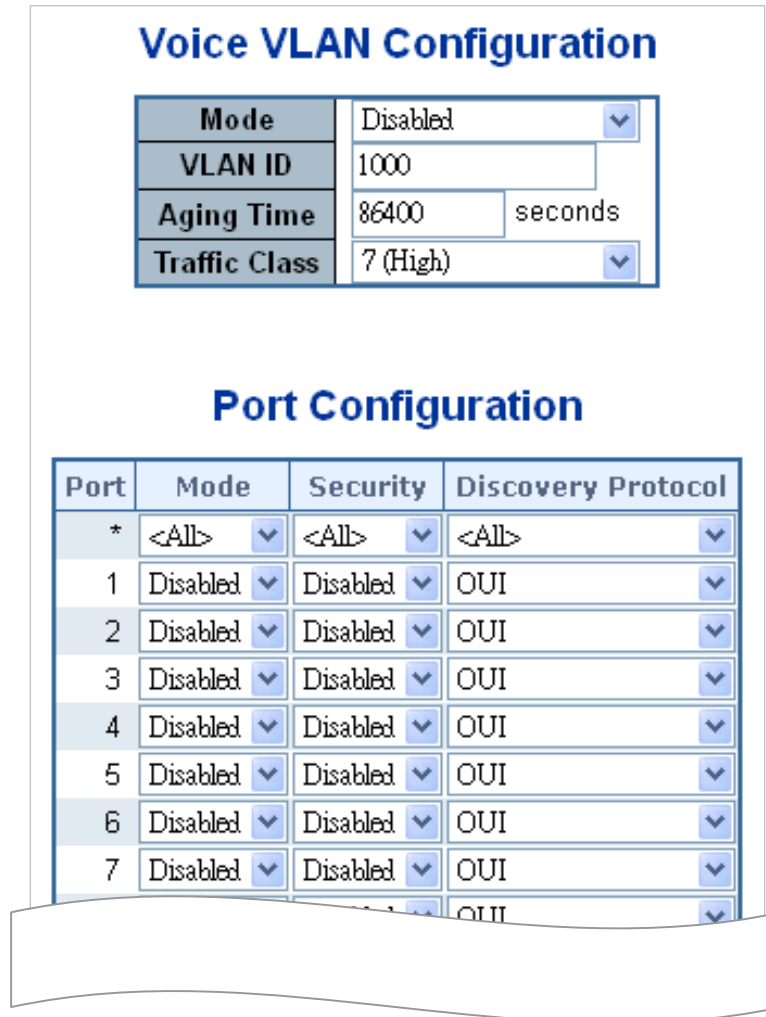 Voice VLAN Configuration
Mode Disabled
VLAN ID 1000
Aging Time 86400 seconds
Traffic Class 7 (High)
Port Configuration
Port Mode Security Discovery Protocol
* <All> <All> <All>
1 Disabled Disabled OUI
2 Disabled Disabled OUI
3 Disabled Disabled OUI
4 Disabled Disabled OUI
5 Disabled Disabled OUI
6 Disabled Disabled OUI
7 Disabled Disabled OUI
OUI